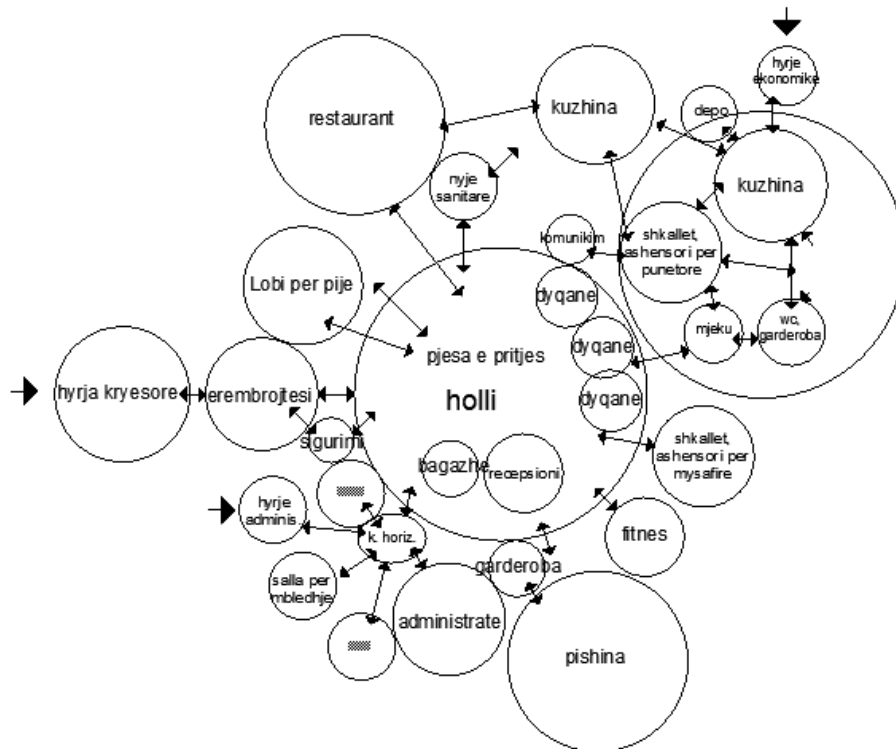 hyrje
ekonomike
restaurant
kuzhina
depo
nyje
sanitare
kuzhina
komunikim
shkallet,
ashensori per
punetore
Lobi per pije
dyqane
mjeku
wc,
garderoba
dyqane
pjesa e pritjes
hyrja kryesore
erembrojtesi
holli
dyqane
sigurimi
bagazhe
recepsioni
shkallet,
ashensori per
mysafire
hyrje
adminis
k. horiz.
fitnes
garderoba
salla per
mbledhje
administrate
pishina